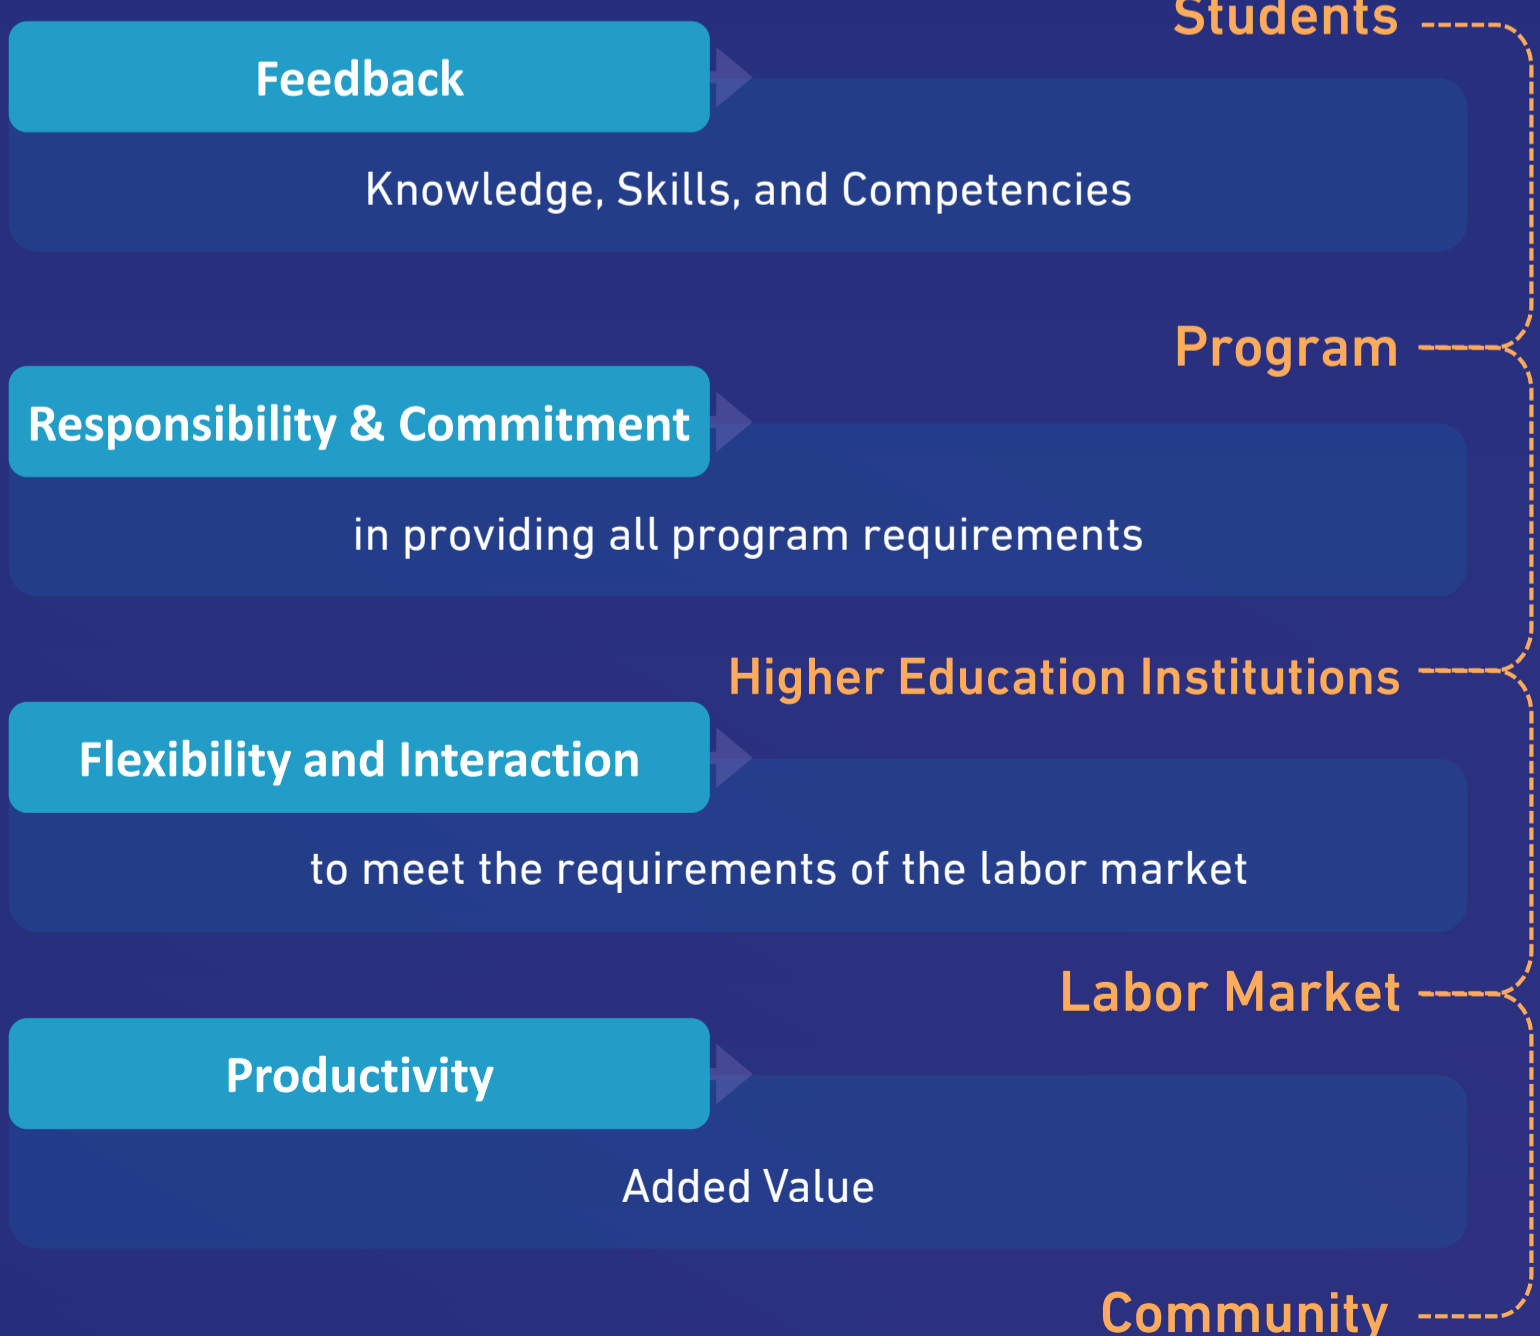 Students
Feedback
Knowledge, Skills, and Competencies
Program
Responsibility & Commitment
in providing all program requirements
Higher Education Institutions
Flexibility and Interaction
to meet the requirements of the labor market
Labor Market
Productivity
Added Value
Community